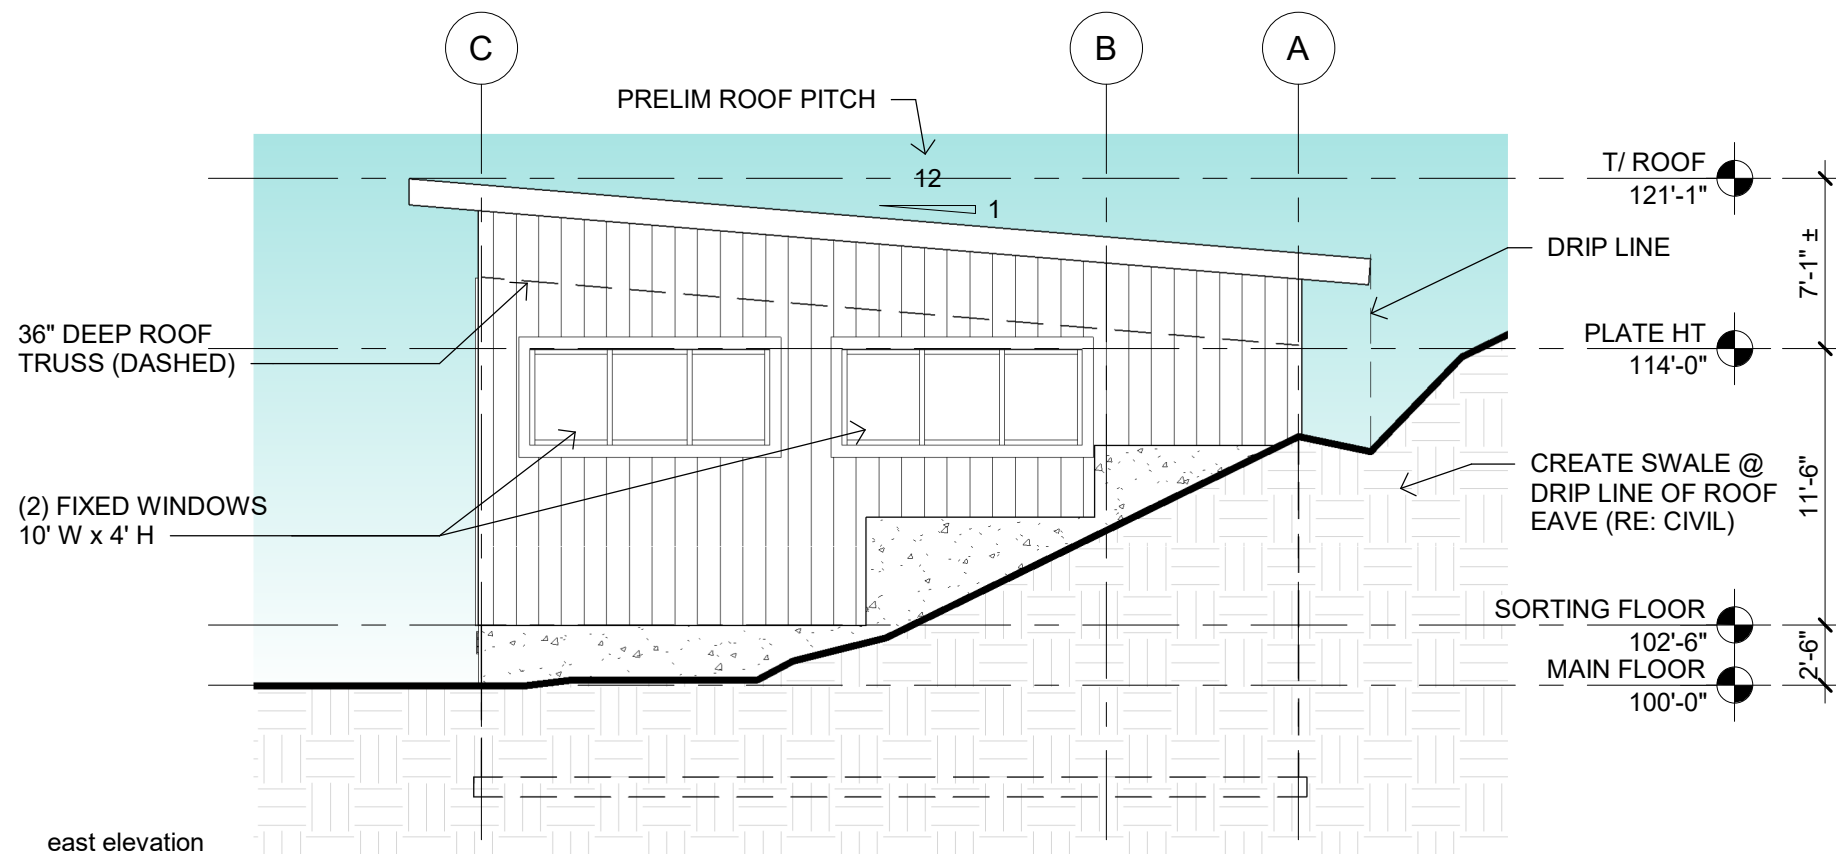 C
B
A
PRELIM ROOF PITCH
12
1
T/ ROOF
121'-1"
DRIP LINE
7'-1" ±
36" DEEP ROOF
TRUSS (DASHED)
PLATE HT
114'-0"
(2) FIXED WINDOWS
10' W x 4' H
CREATE SWALE @
DRIP LINE OF ROOF
EAVE (RE: CIVIL)
11'-6"
SORTING FLOOR
102'-6"
MAIN FLOOR
100'-0"
2'-6"
east elevation